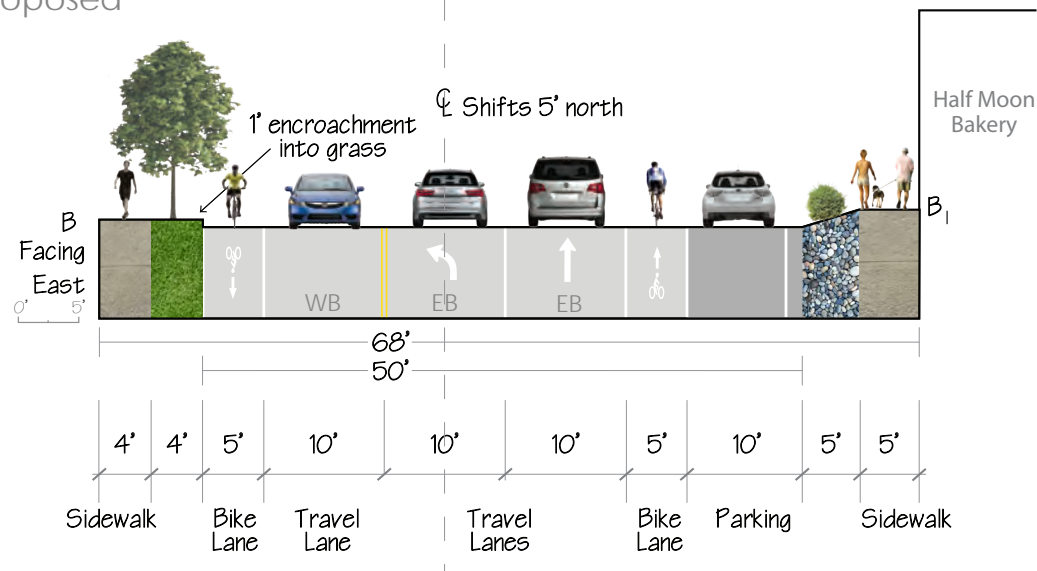 oposed
℄ Shifts 5' north
1' encroachment
into grass
Half Moon
Bakery
B
Facing
East
0' 5'
B1
WB
EB
EB
68'
50'
4' 4' 5' 10' 10' 10' 5' 10' 5' 5'
Sidewalk
Bike
Lane
Travel
Lane
Travel
Lanes
Bike
Lane
Parking
Sidewalk